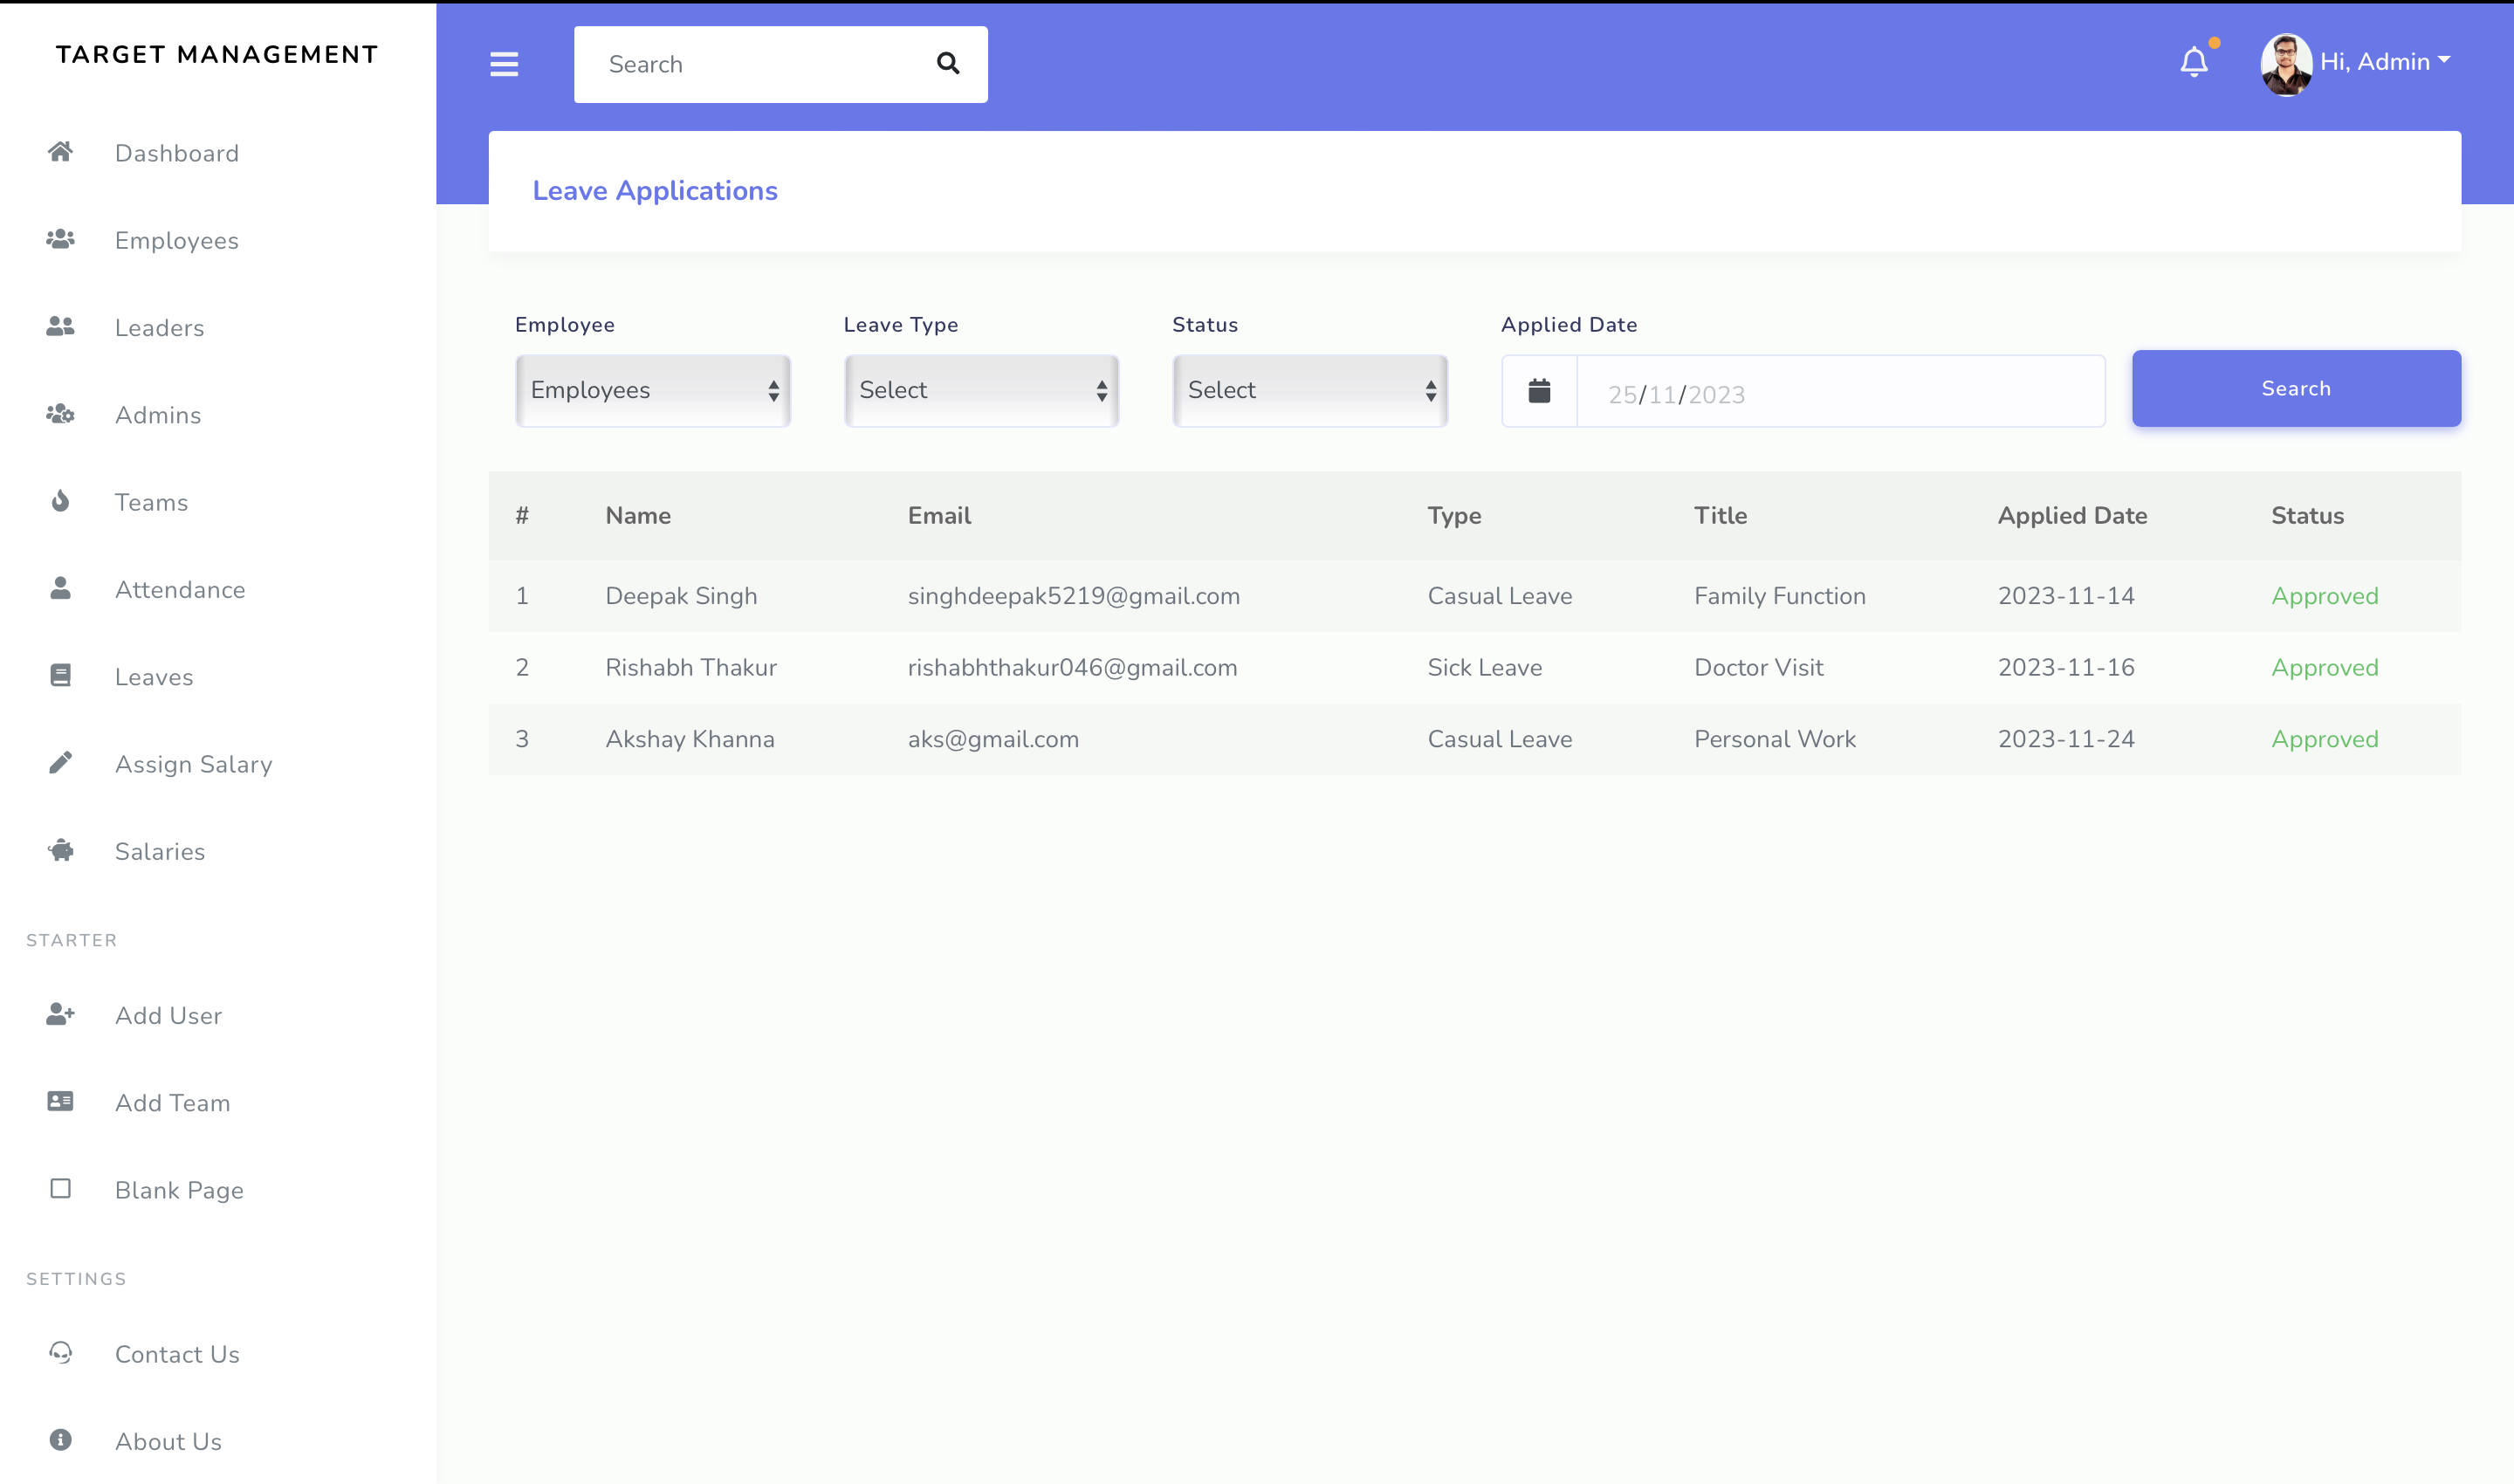 TARGET MANAGEMENT
Dashboard
Employees
Leaders
Admins
Teams
Attendance
Leaves
Assign Salary
Salaries
STARTER
Add User
Add Team
Blank Page
SETTINGS
Contact Us
About Us
Search
Hi, Admin
Leave Applications
Employee Leave Type Status Applied Date
Employees Select Select 25/11/2023 Search
# Name Email Type Title Applied Date Status
1 Deepak Singh singhdeepak5219@gmail.com Casual Leave Family Function 2023-11-14 Approved
2 Rishabh Thakur rishabhthakur046@gmail.com Sick Leave Doctor Visit 2023-11-16 Approved
3 Akshay Khanna aks@gmail.com Casual Leave Personal Work 2023-11-24 Approved